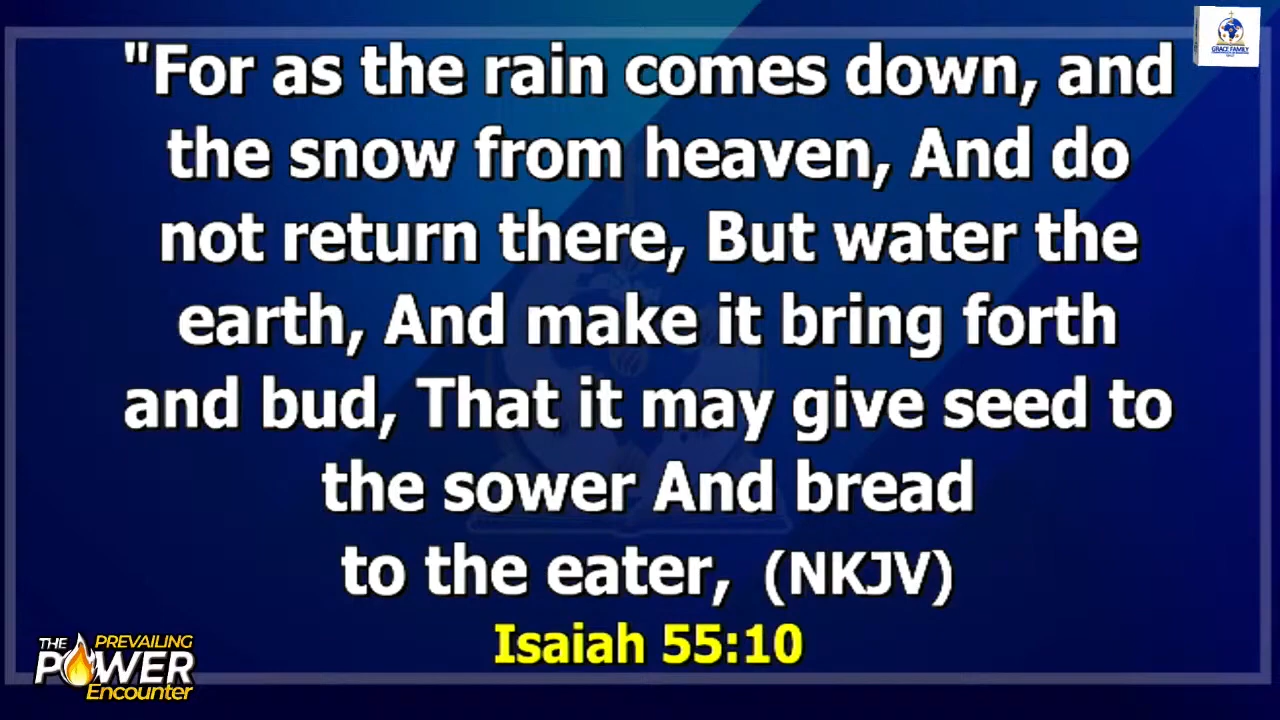 GRACE FAMILY
"For as the rain comes down, and
the snow from heaven, And do
not return there, But water the
earth, And make it bring forth
and bud, That it may give seed to
the sower And bread
to the eater, (NKJV)
Isaiah 55:10
THE PREVAILING
POWER
Encounter